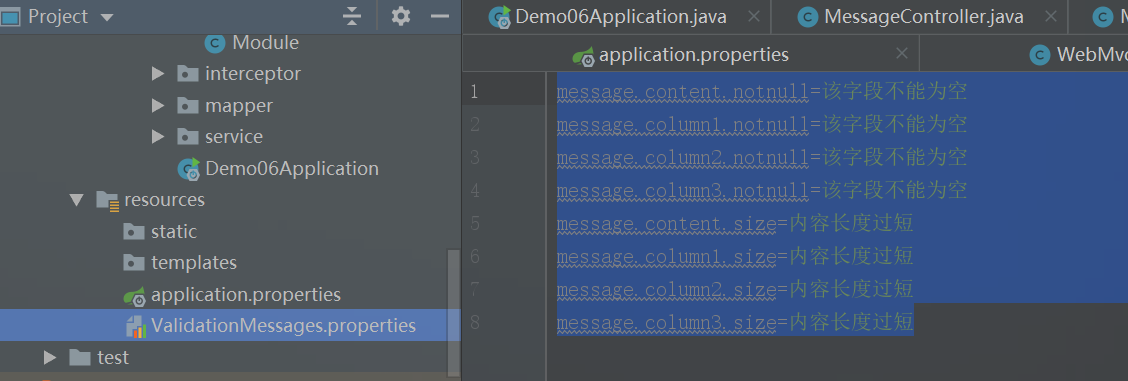 Project
Module
interceptor
mapper
service
Demo06Application
resources
static
templates
application.properties
ValidationMessages.properties
test
Demo06Application.java
MessageController.java
application.properties
WebMvc
1 message.content.notnull=该字段不能为空
2 message.column1.notnull=该字段不能为空
3 message.column2.notnull=该字段不能为空
4 message.column3.notnull=该字段不能为空
5 message.content.size=内容长度过短
6 message.column1.size=内容长度过短
7 message.column2.size=内容长度过短
8 message.column3.size=内容长度过短